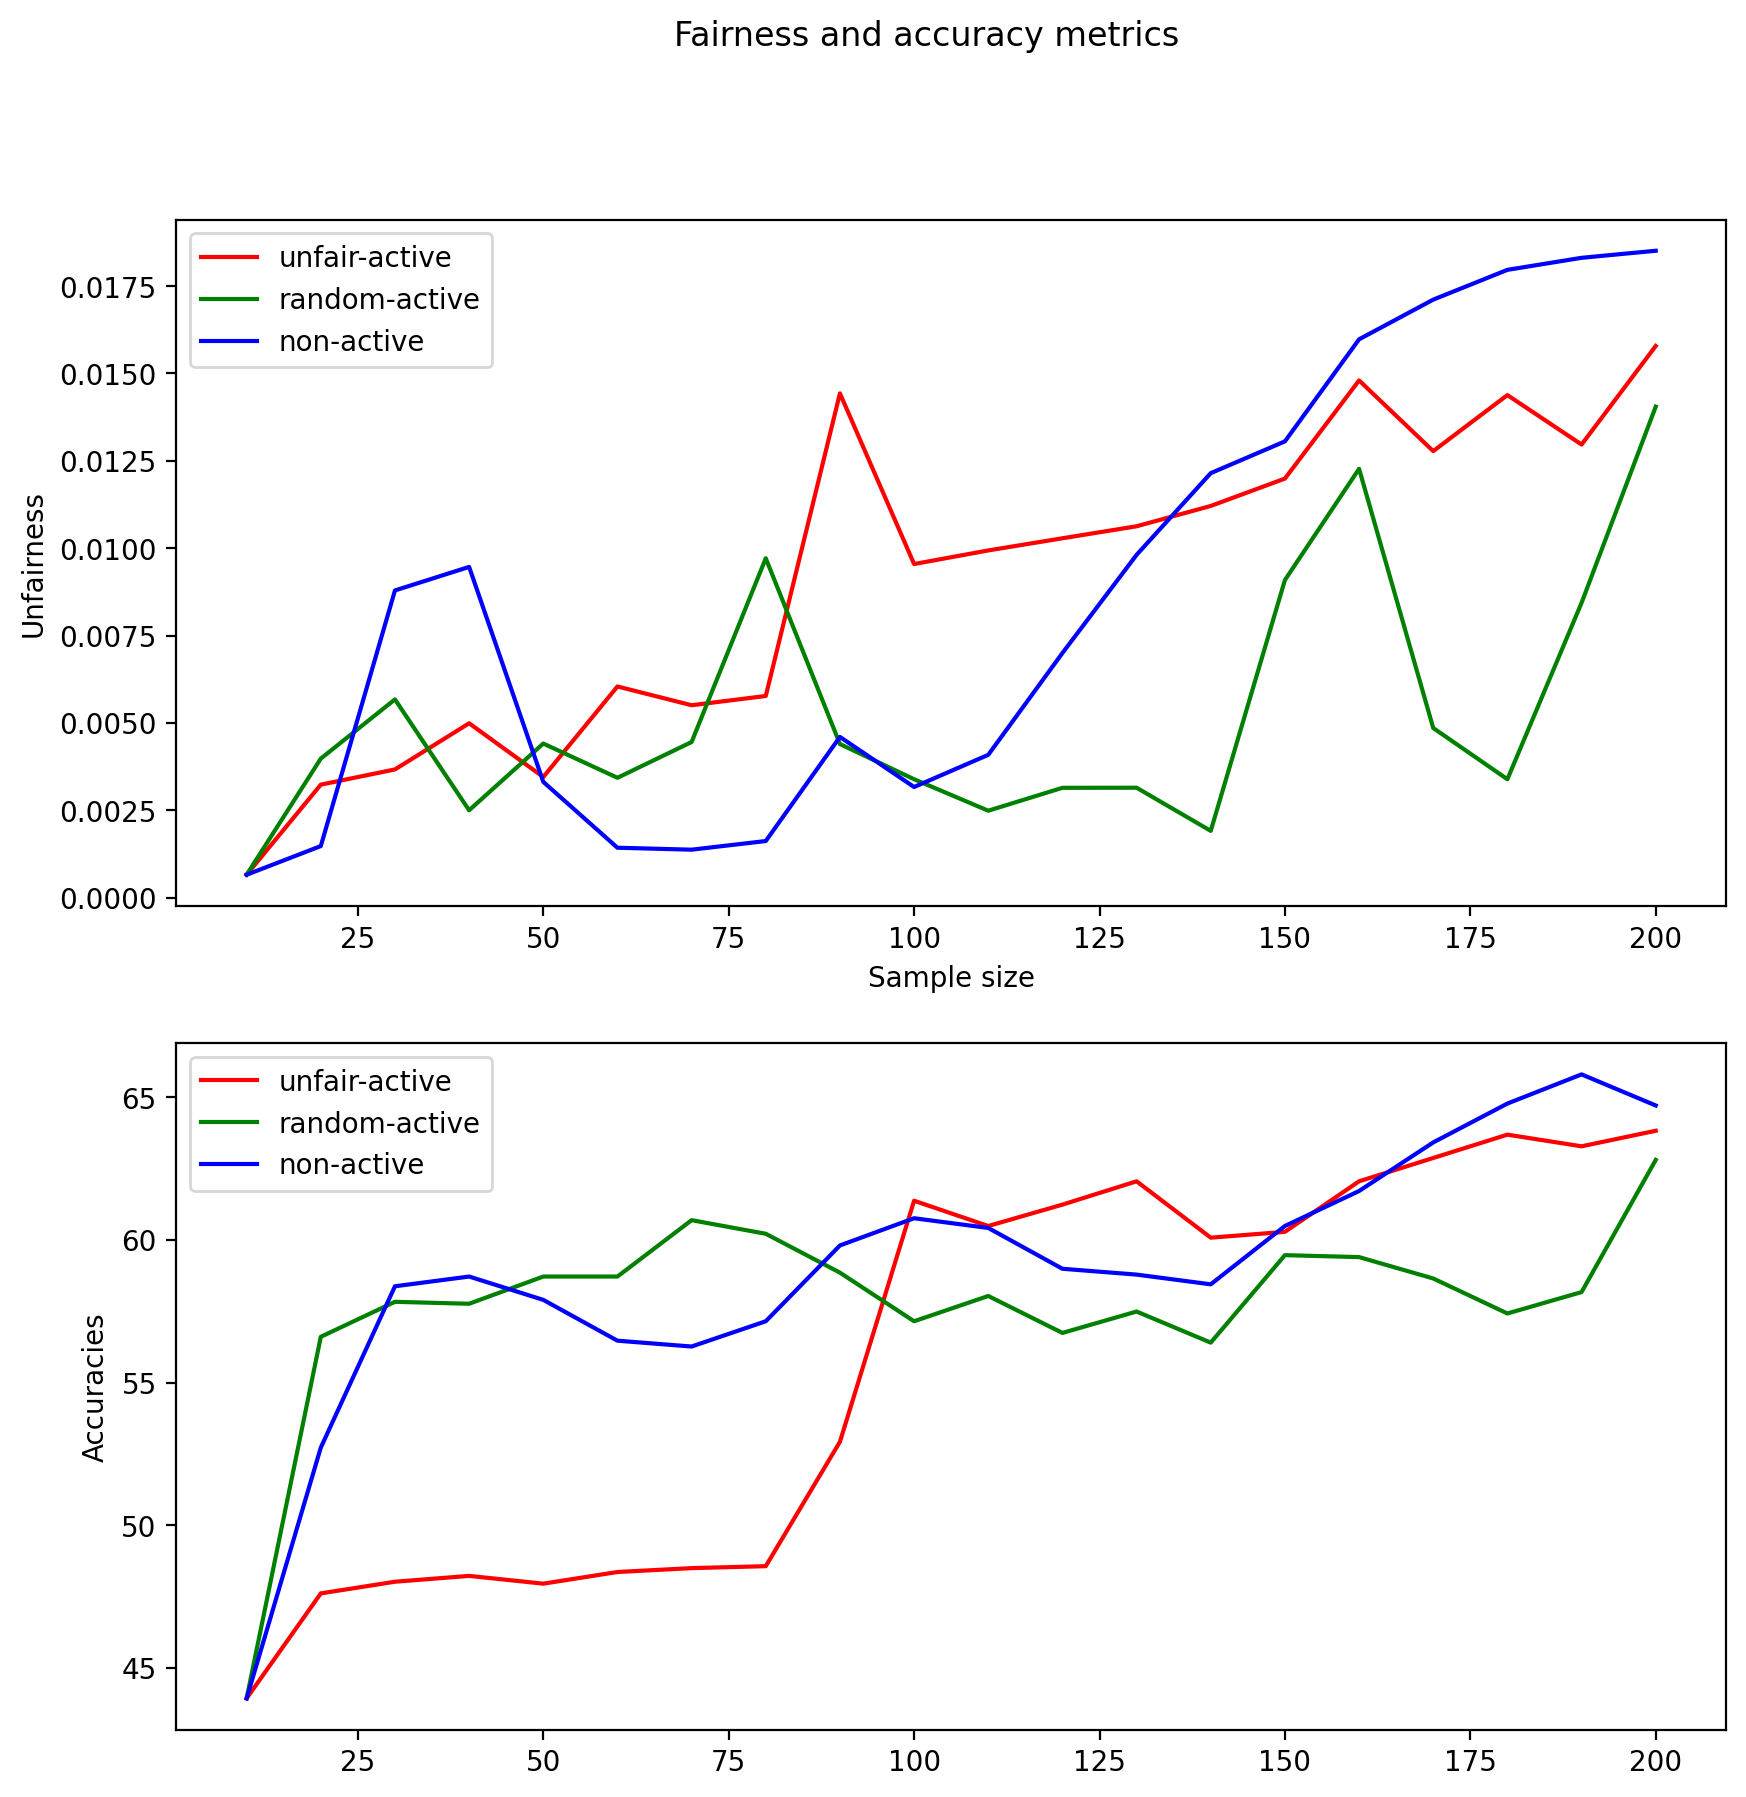 Fairness and accuracy metrics
unfair-active
random-active
non-active
0.0175
0.0150
0.0125
0.0100
0.0075
0.0050
0.0025
0.0000
Unfairness
25 50 75 100 125 150 175 200
Sample size
unfair-active
random-active
non-active
65
60
55
50
45
Accuracies
25 50 75 100 125 150 175 200